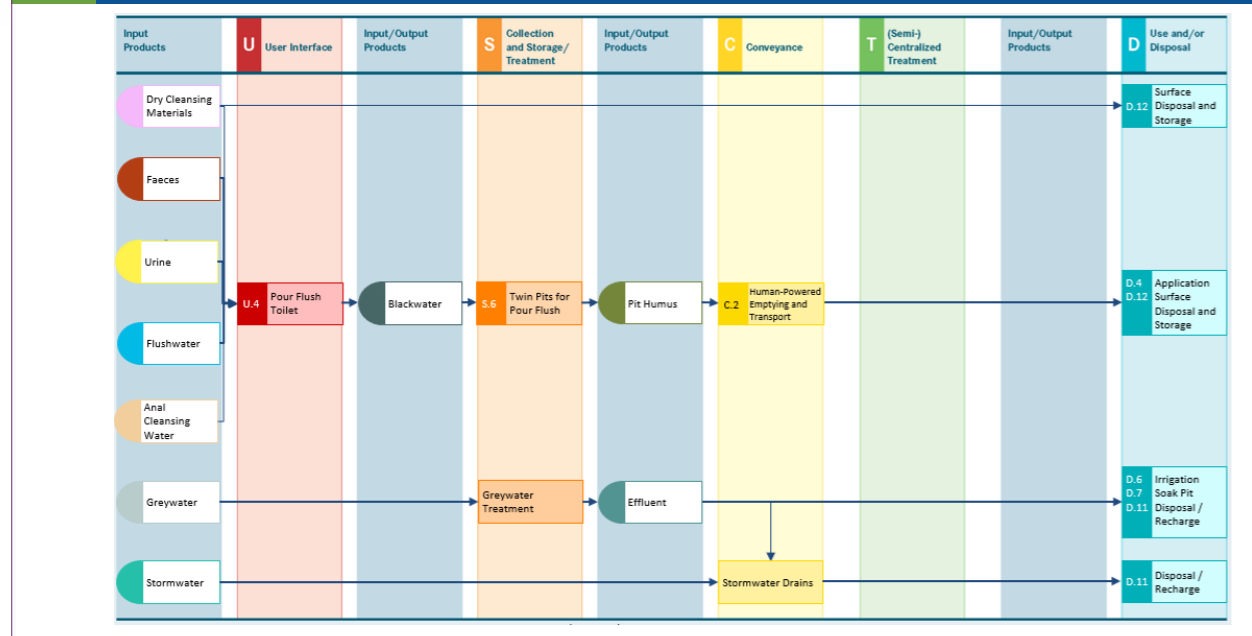 Input
Products
U User Interface
Input/Output
Products
S Collection
and Storage/
Treatment
Input/Output
Products
C Conveyance
T (Semi-)
Centralized
Treatment
Input/Output
Products
D Use and/or
Disposal
Dry Cleansing
Materials
D.12 Surface
Disposal and
Storage
Faeces
Urine
U.4 Pour Flush
Toilet
Blackwater
S.6 Twin Pits for
Pour Flush
Pit Humus
C.2 Human-Powered
Emptying and
Transport
D.4 Application
D.12 Surface
Disposal and
Storage
Flushwater
Anal
Cleansing
Water
Greywater
Greywater
Treatment
Effluent
D.6 Irrigation
D.7 Soak Pit
D.11 Disposal /
Recharge
Stormwater
Stormwater Drains
D.11 Disposal /
Recharge